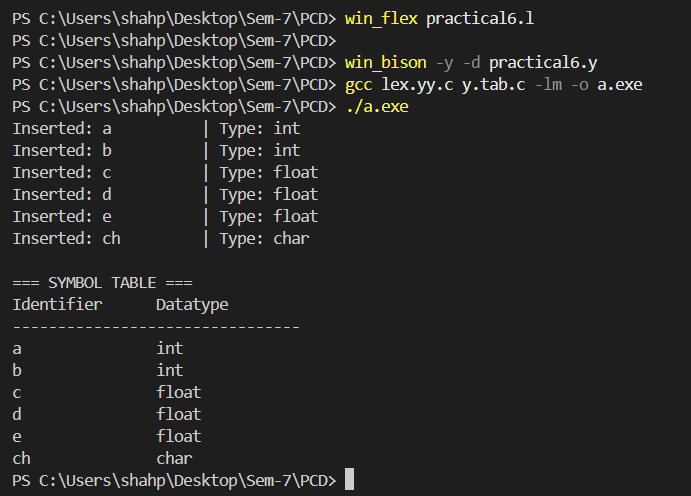 PS C:\Users\shahp\Desktop\Sem-7\PCD> win_flex practical6.l
PS C:\Users\shahp\Desktop\Sem-7\PCD>
PS C:\Users\shahp\Desktop\Sem-7\PCD> win_bison -y -d practical6.y
PS C:\Users\shahp\Desktop\Sem-7\PCD> gcc lex.yy.c y.tab.c -lm -o a.exe
PS C:\Users\shahp\Desktop\Sem-7\PCD> ./a.exe
Inserted: a          | Type: int
Inserted: b          | Type: int
Inserted: c          | Type: float
Inserted: d          | Type: float
Inserted: e          | Type: float
Inserted: ch         | Type: char
=== SYMBOL TABLE ===
Identifier      Datatype
--------------------------------
a               int
b               int
c               float
d               float
e               float
ch              char
PS C:\Users\shahp\Desktop\Sem-7\PCD>